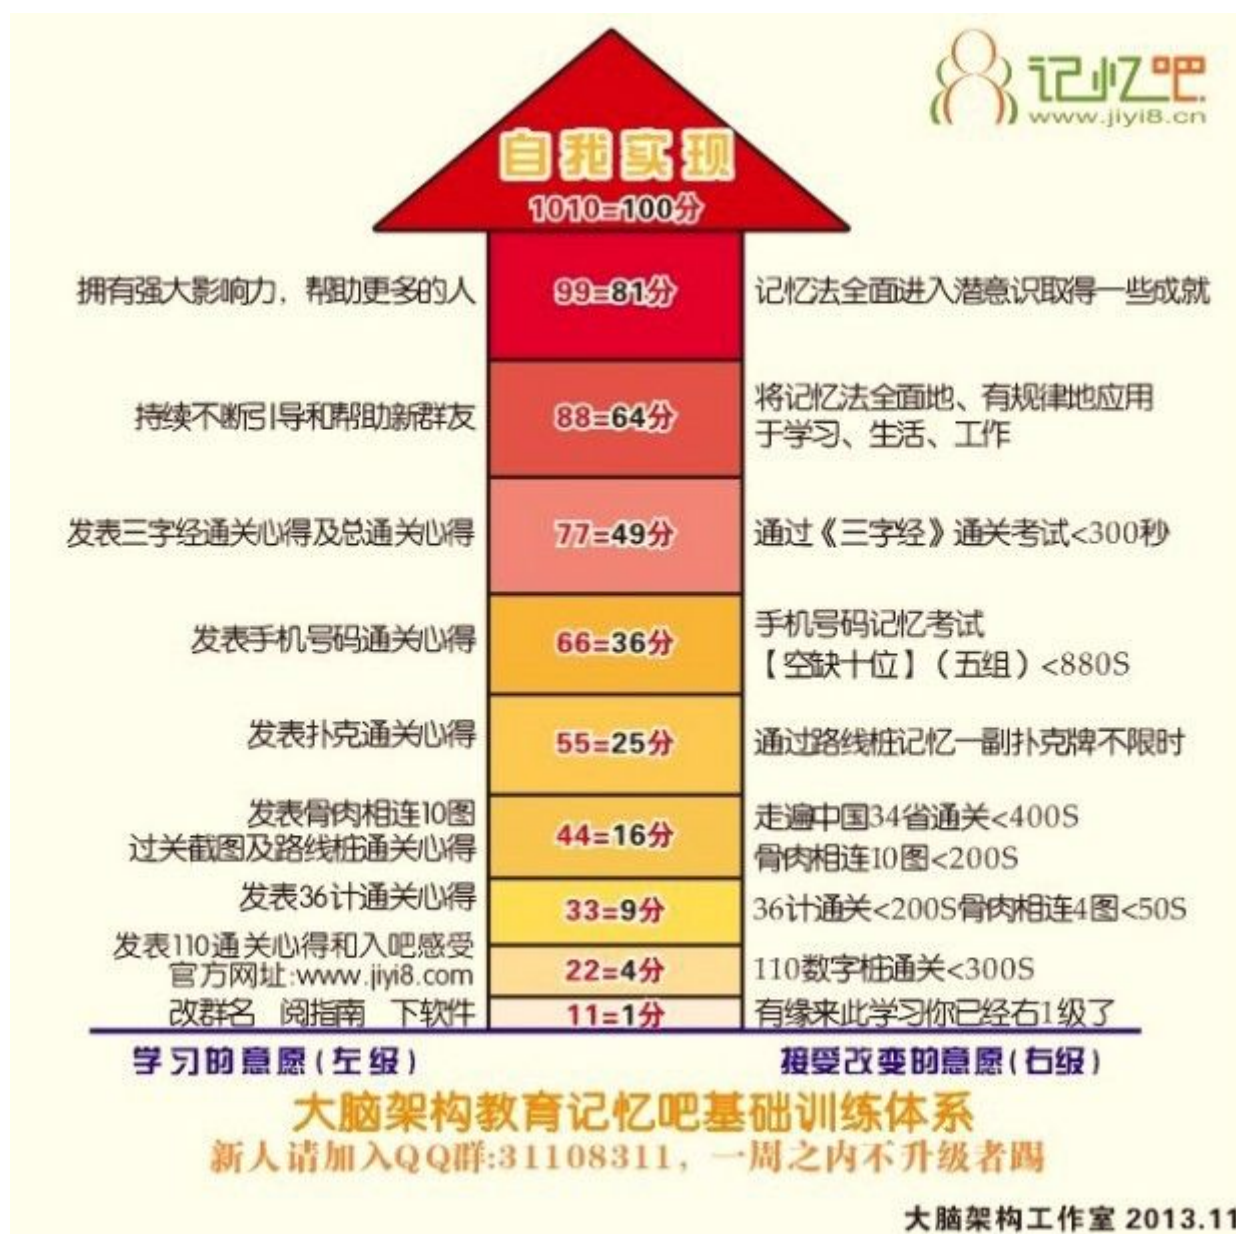 记忆吧
www.jiyi8.cn
自我实现
1010=100分
拥有强大影响力，帮助更多的人
99=81分
记忆法全面进入潜意识取得一些成就
持续不断引导和帮助新群友
88=64分
将记忆法全面地、有规律地应用
于学习、生活、工作
发表三字经通关心得及总通关心得
77=49分
通过《三字经》通关考试<300秒
发表手机号码通关心得
66=36分
手机号码记忆考试
【空缺十位】（五组）<880S
发表扑克通关心得
55=25分
通过路线桩记忆一副扑克牌不限时
发表骨肉相连10图
过关截图及路线桩通关心得
44=16分
走遍中国34省通关<400S
骨肉相连10图<200S
发表36计通关心得
33=9分
36计通关<200S骨肉相连4图<50S
发表110通关心得和入吧感受
官方网址:www.jiyi8.com
22=4分
110数字桩通关<300S
改群名 阅指南 下软件
11=1分
有缘来此学习你已经右1级了
学习的意愿(左级)
接受改变的意愿(右级)
大脑架构教育记忆吧基础训练体系
新人请加入QQ群:31108311，一周之内不升级者踢
大脑架构工作室 2013.11